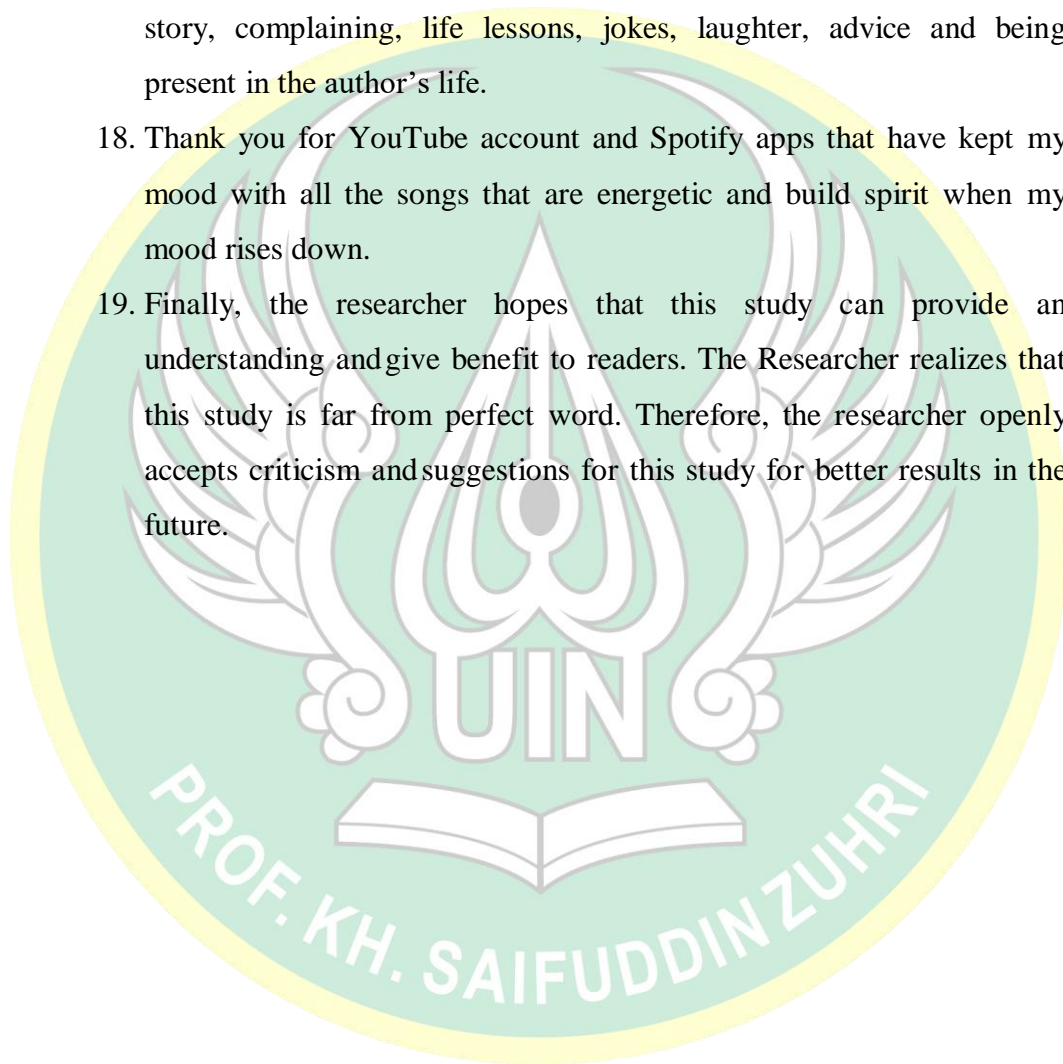 story, complaining, life lessons, jokes, laughter, advice and being
present in the author’s life.
18. Thank you for YouTube account and Spotify apps that have kept my
mood with all the songs that are energetic and build spirit when my
mood rises down.
19. Finally, the researcher hopes that this study can provide an
understanding and give benefit to readers. The Researcher realizes that
this study is far from perfect word. Therefore, the researcher openly
accepts criticism and suggestions for this study for better results in the
future.
UIN
PROF. KH. SAIFUDDIN ZUHRI